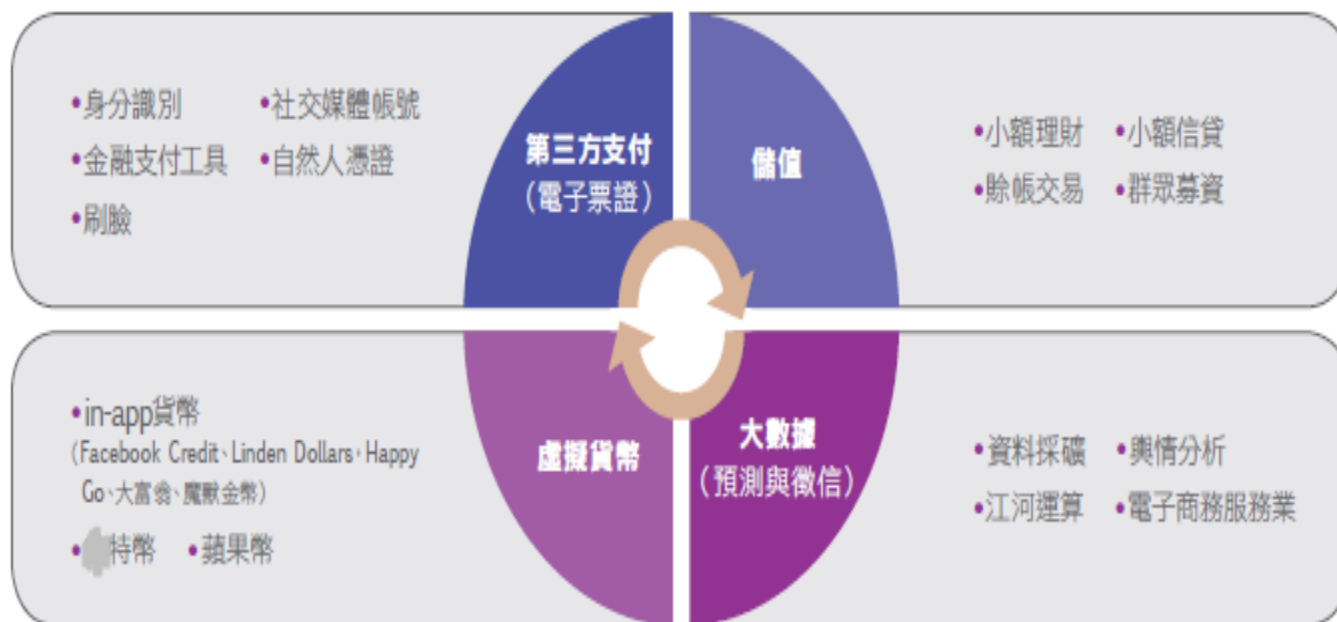 •身分識別 •社交媒體帳號
•金融支付工具 •自然人憑證
•刷臉
第三方支付
（電子票證）
儲值
•小額理財 •小額信貸
•賒帳交易 •群眾募資
•in-app貨幣
（Facebook Credit、Linden Dollars，Happy
Go、大富翁、魔獸金幣）
•特幣 •蘋果幣
虛擬貨幣
大數據
（預測與徵信）
•資料採礦 •輿情分析
•江河運算 •電子商務服務業